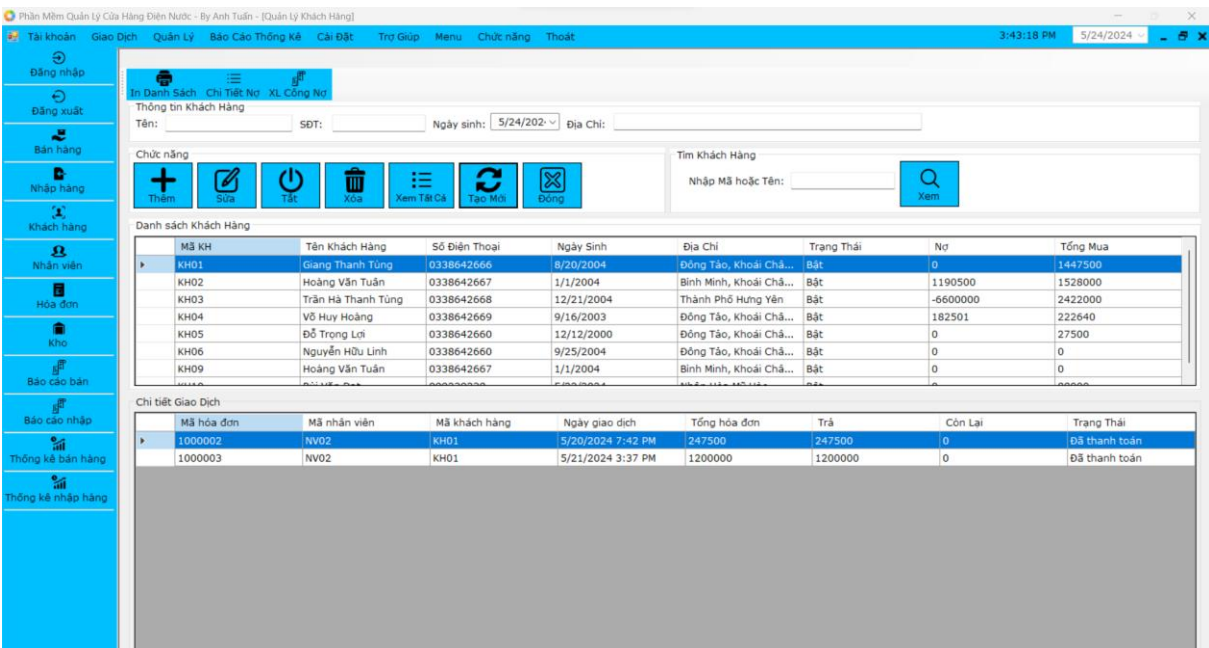 Phần Mềm Quản Lý Cửa Hàng Điện Nước - By Anh Tuấn - [Quản Lý Khách Hàng]
Tài khoản Giao Dịch Quản Lý Báo Cáo Thống Kê Cài Đặt Trợ Giúp Menu Chức năng Thoát 3:43:18 PM 5/24/2024
Đăng nhập
Đăng xuất
Bán hàng
Nhập hàng
Khách hàng
Nhân viên
Hóa đơn
Kho
Báo cáo bán
Báo cáo nhập
Thống kê bán hàng
Thống kê nhập hàng
In Danh Sách Chi Tiết Nợ XL Công Nợ
Thông tin Khách Hàng
Tên: SĐT: Ngày sinh: 5/24/202 Địa Chỉ:
Chức năng
Thêm Sửa Tắt Xóa Xem Tất Cả Tạo Mới Đóng
Tìm Khách Hàng
Nhập Mã hoặc Tên: Xem
Danh sách Khách Hàng
Mã KH Tên Khách Hàng Số Điện Thoại Ngày Sinh Địa Chỉ Trạng Thái Nợ Tổng Mua
KH01 Giang Thanh Tùng 0338642666 8/20/2004 Đông Tảo, Khoái Châ... Bật 0 1447500
KH02 Hoàng Văn Tuấn 0338642667 1/1/2004 Bình Minh, Khoái Châ... Bật 1190500 1528000
KH03 Trần Hà Thanh Tùng 0338642668 12/21/2004 Thành Phố Hưng Yên Bật -6600000 2422000
KH04 Võ Huy Hoàng 0338642669 9/16/2003 Đông Tảo, Khoái Châ... Bật 182501 222640
KH05 Đỗ Trọng Lợi 0338642660 12/12/2000 Đông Tảo, Khoái Châ... Bật 0 27500
KH06 Nguyễn Hữu Linh 0338642660 9/25/2004 Đông Tảo, Khoái Châ... Bật 0 0
KH09 Hoàng Văn Tuấn 0338642667 1/1/2004 Bình Minh, Khoái Châ... Bật 0 0
Chi tiết Giao Dịch
Mã hóa đơn Mã nhân viên Mã khách hàng Ngày giao dịch Tổng hóa đơn Trả Còn Lại Trạng Thái
1000002 NV02 KH01 5/20/2024 7:42 PM 247500 247500 0 Đã thanh toán
1000003 NV02 KH01 5/21/2024 3:37 PM 1200000 1200000 0 Đã thanh toán